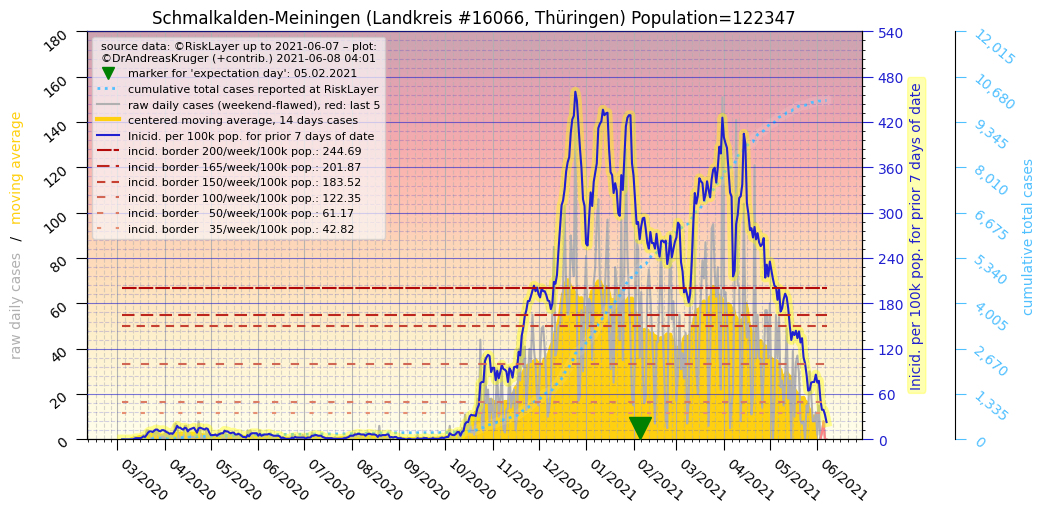 Schmalkalden-Meiningen (Landkreis #16066, Thüringen) Population=122347
source data: ©RiskLayer up to 2021-06-07 – plot:
©DrAndreasKruger (+contrib.) 2021-06-08 04:01
marker for 'expectation day': 05.02.2021
cumulative total cases reported at RiskLayer
raw daily cases (weekend-flawed), red: last 5
centered moving average, 14 days cases
Inicid. per 100k pop. for prior 7 days of date
incid. border 200/week/100k pop.: 244.69
incid. border 165/week/100k pop.: 201.87
incid. border 150/week/100k pop.: 183.52
incid. border 100/week/100k pop.: 122.35
incid. border   50/week/100k pop.: 61.17
incid. border   35/week/100k pop.: 42.82
raw daily cases  /  moving average
180
160
140
120
100
80
60
40
20
0
03/2020
04/2020
05/2020
06/2020
07/2020
08/2020
09/2020
10/2020
11/2020
12/2020
01/2021
02/2021
03/2021
04/2021
05/2021
06/2021
540
480
420
360
300
240
180
120
60
0
Inicid. per 100k pop. for prior 7 days of date
12,015
10,680
9,345
8,010
6,675
5,340
4,005
2,670
1,335
0
cumulative total cases